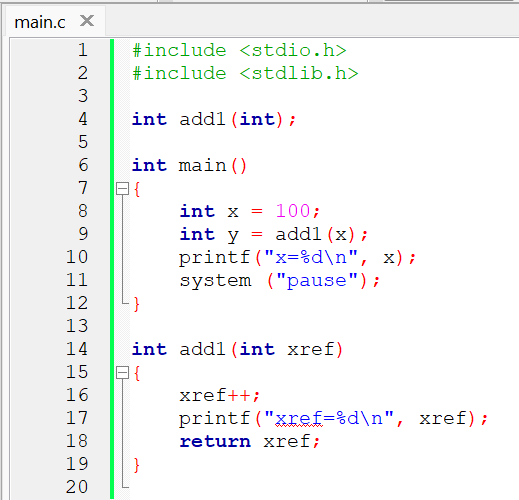 main.c X
1 #include <stdio.h>
2 #include <stdlib.h>
3
4 int add1(int);
5
6 int main()
7 {
8 int x = 100;
9 int y = add1(x);
10 printf("x=%d\n", x);
11 system ("pause");
12 }
13
14 int add1(int xref)
15 {
16 xref++;
17 printf("xref=%d\n", xref);
18 return xref;
19 }
20